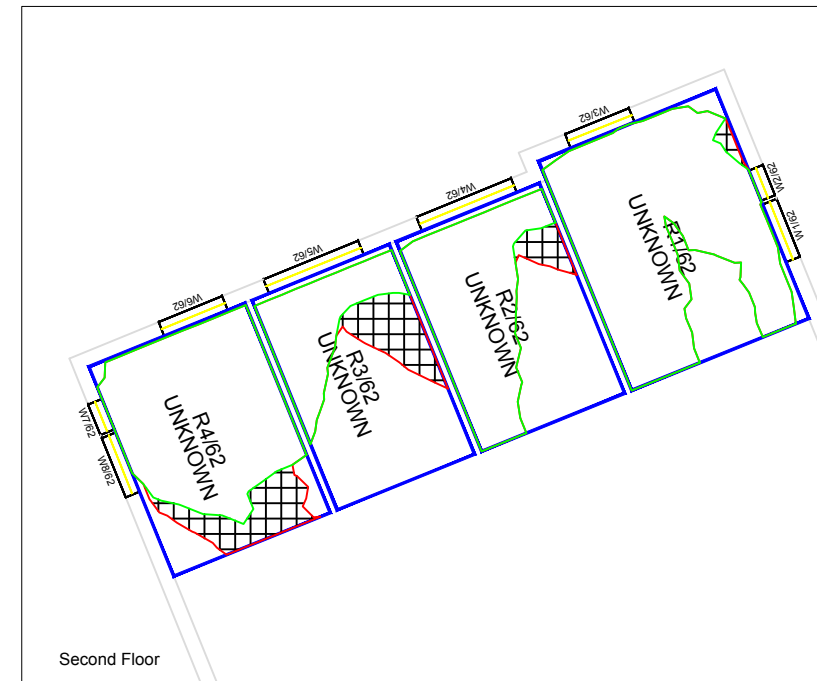 W3/62
W2/62
W1/62
W4/62
W5/62
W6/62
W7/62
W8/62
R1/62
UNKNOWN
R2/62
UNKNOWN
R3/62
UNKNOWN
R4/62
UNKNOWN
Second Floor